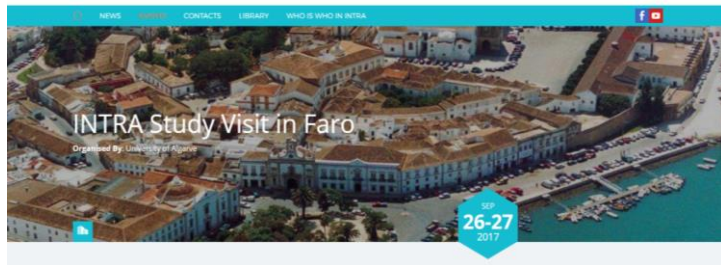 NEWS EVENTS CONTACTS LIBRARY WHO IS WHO IN INTRA
INTRA Study Visit in Faro
Organised By: University of Algarve
SEP
26-27
2017